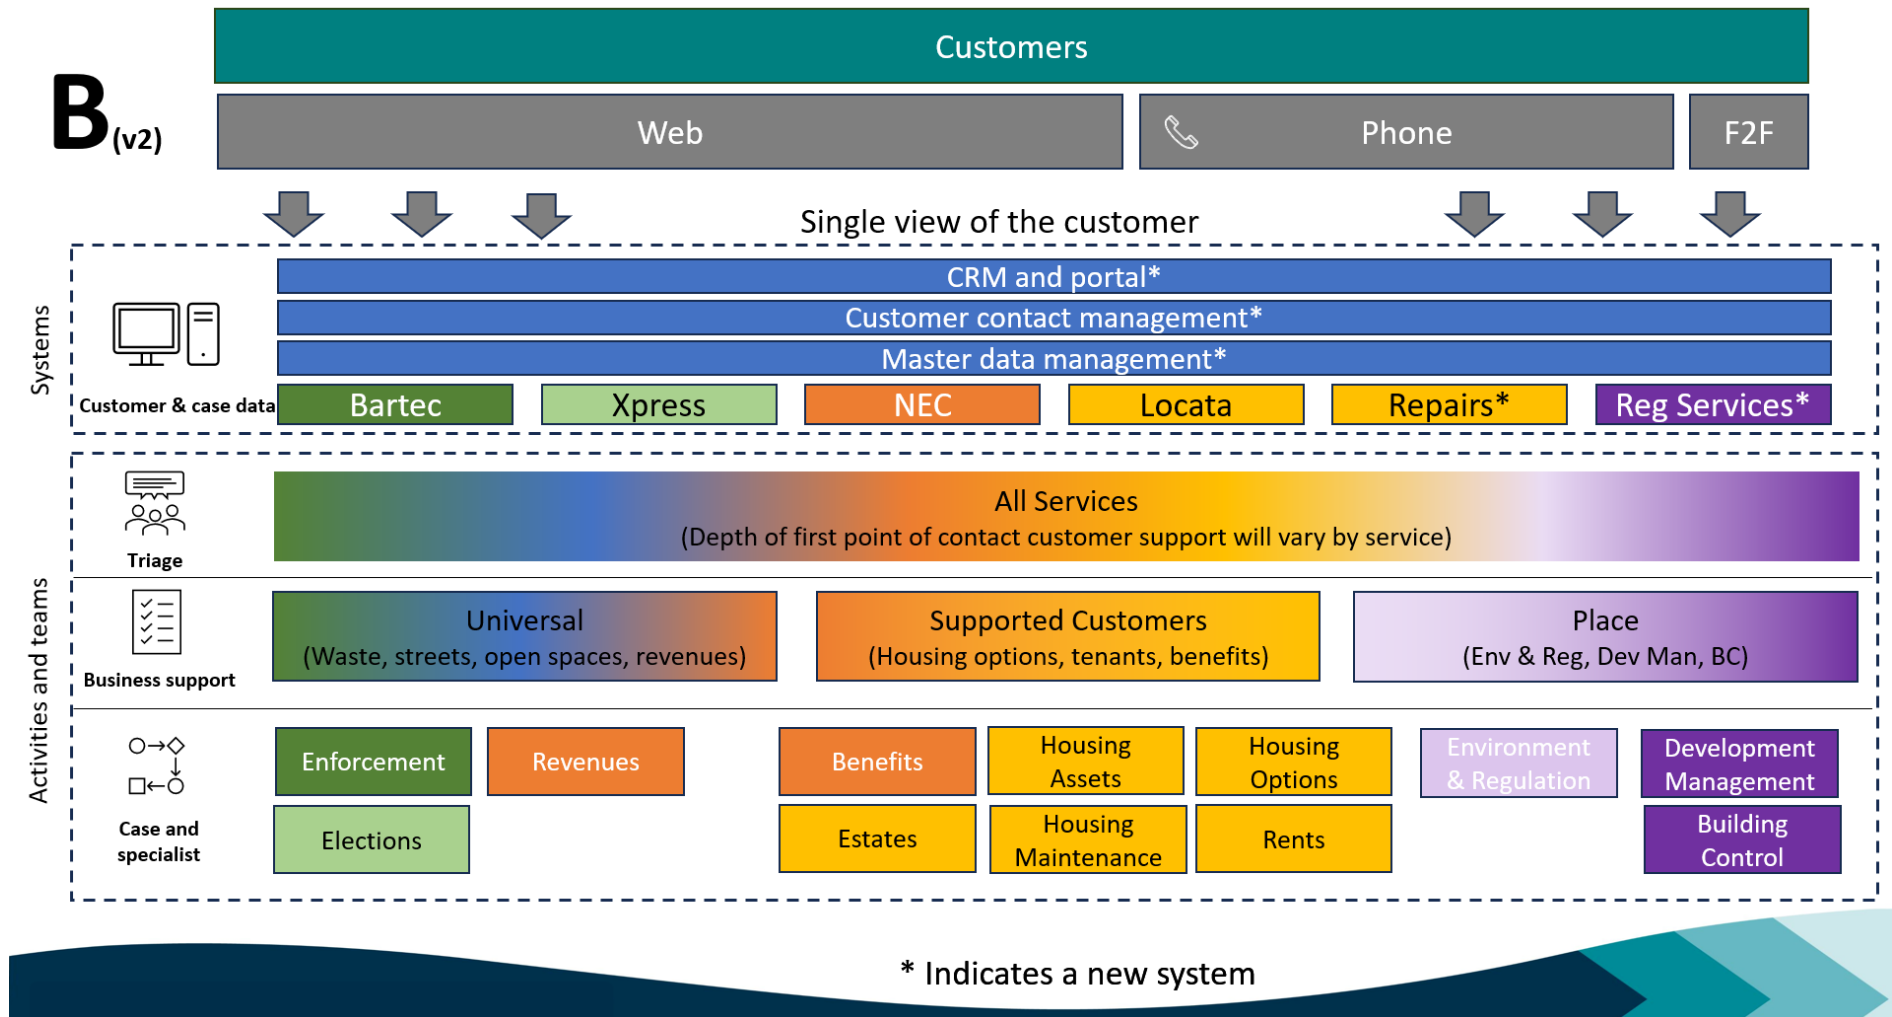 Customers
B(v2)
Web
Phone
F2F
Single view of the customer
Systems
CRM and portal*
Customer contact management*
Master data management*
Customer & case data
Bartec
Xpress
NEC
Locata
Repairs*
Reg Services*
Activities and teams
Triage
All Services
(Depth of first point of contact customer support will vary by service)
Business support
Universal
(Waste, streets, open spaces, revenues)
Supported Customers
(Housing options, tenants, benefits)
Place
(Env & Reg, Dev Man, BC)
Case and
specialist
Enforcement
Revenues
Benefits
Housing
Assets
Housing
Options
Environment
& Regulation
Development
Management
Elections
Estates
Housing
Maintenance
Rents
Building
Control
* Indicates a new system